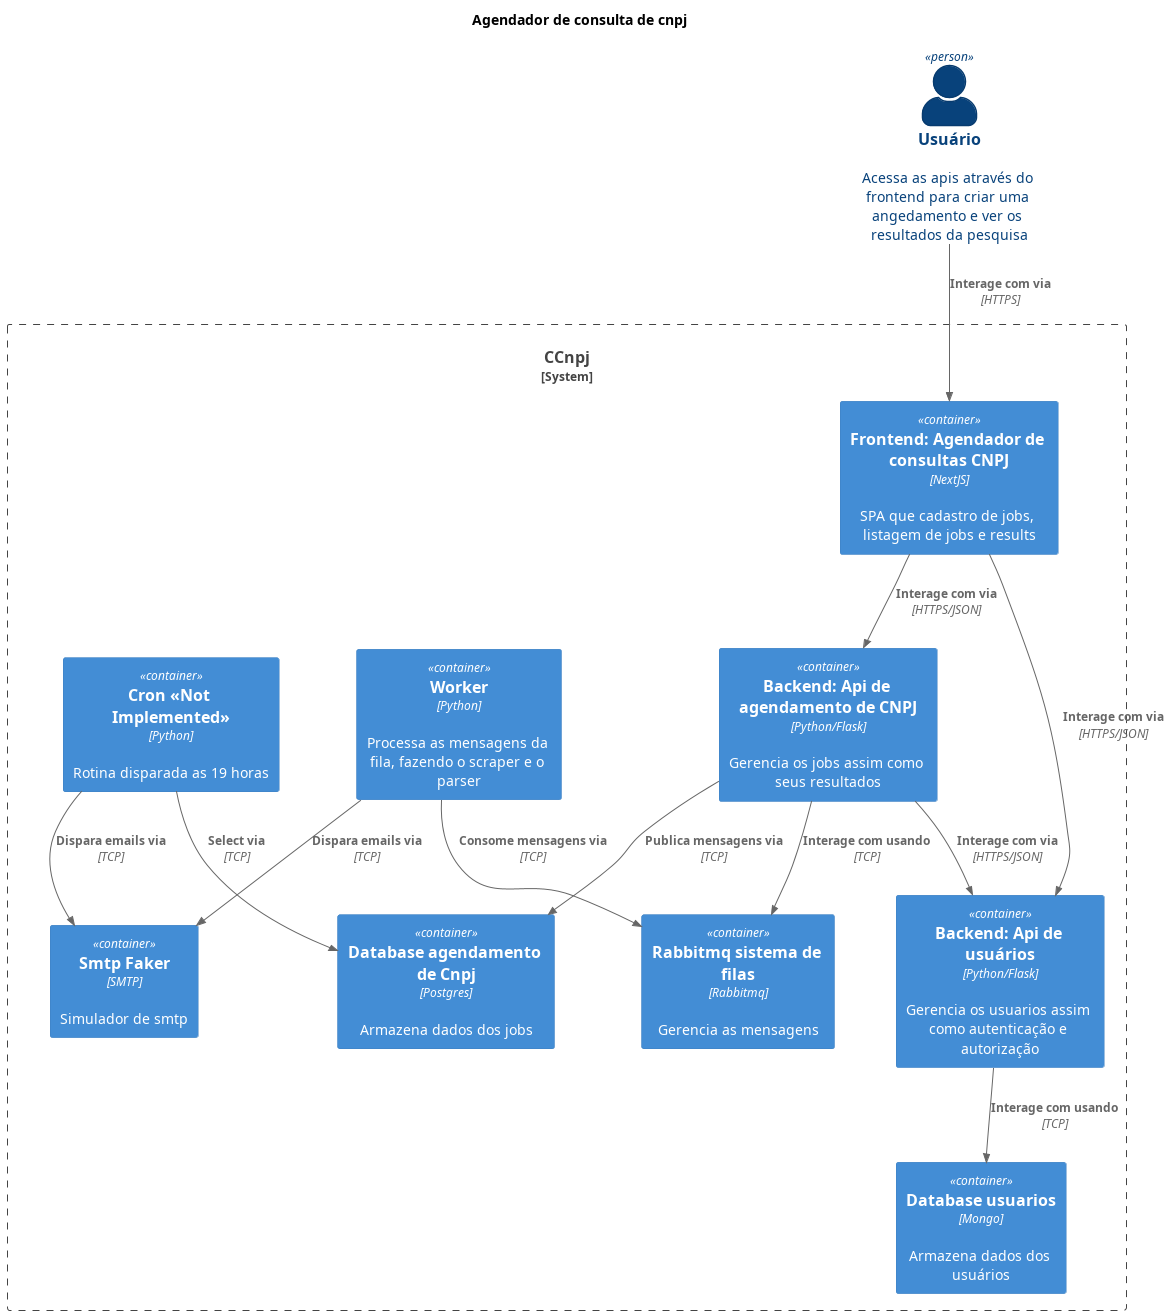 Agendador de consulta de cnpj
«person»
Usuário
Acessa as apis através do
frontend para criar uma
angedamento e ver os
resultados da pesquisa
Interage com via
[HTTPS]
CCnpj
[System]
«container»
Frontend: Agendador de
consultas CNPJ
[NextJS]
SPA que cadastro de jobs,
listagem de jobs e results
Interage com via
[HTTPS/JSON]
Interage com via
[HTTPS/JSON]
«container»
Cron «Not
Implemented»
[Python]
Rotina disparada as 19 horas
«container»
Worker
[Python]
Processa as mensagens da
fila, fazendo o scraper e o
parser
«container»
Backend: Api de
agendamento de CNPJ
[Python/Flask]
Gerencia os jobs assim como
seus resultados
Dispara emails via
[TCP]
Select via
[TCP]
Dispara emails via
[TCP]
Consome mensagens via
[TCP]
Publica mensagens via
[TCP]
Interage com usando
[TCP]
Interage com via
[HTTPS/JSON]
«container»
Smtp Faker
[SMTP]
Simulador de smtp
«container»
Database agendamento
de Cnpj
[Postgres]
Armazena dados dos jobs
«container»
Rabbitmq sistema de
filas
[Rabbitmq]
Gerencia as mensagens
«container»
Backend: Api de
usuários
[Python/Flask]
Gerencia os usuarios assim
como autenticação e
autorização
Interage com usando
[TCP]
«container»
Database usuarios
[Mongo]
Armazena dados dos
usuários